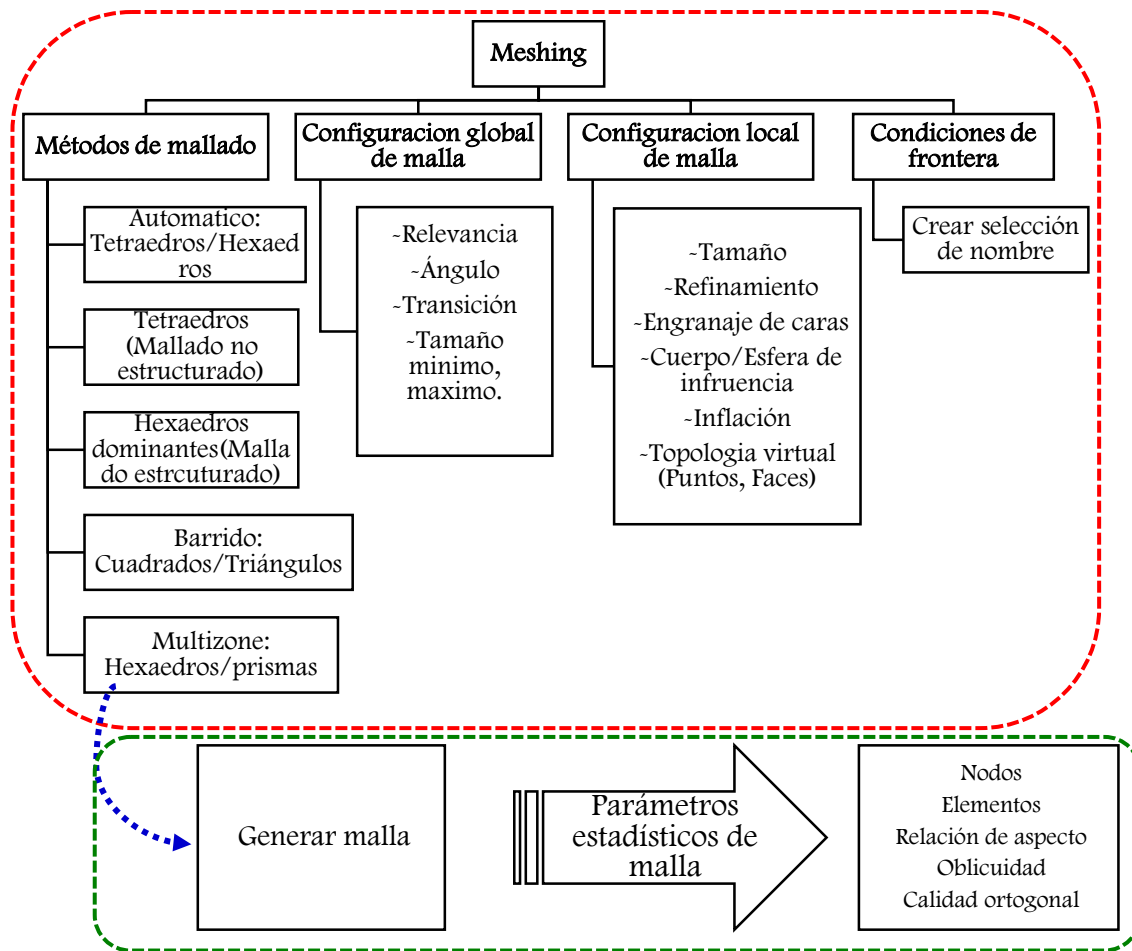 Meshing
Métodos de mallado
Configuracion global
de malla
Configuracion local
de malla
Condiciones de
frontera
Automatico:
Tetraedros/Hexaed
ros
Tetraedros
(Mallado no
estructurado)
Hexaedros
dominantes(Malla
do estrcuturado)
Barrido:
Cuadrados/Triángulos
Multizone:
Hexaedros/prismas
-Relevancia
-Ángulo
-Transición
-Tamaño
minimo,
maximo.
-Tamaño
-Refinamiento
-Engranaje de caras
-Cuerpo/Esfera de
infruencia
-Inflación
-Topologia virtual
(Puntos, Faces)
Crear selección
de nombre
Generar malla
Parámetros
estadísticos de
malla
Nodos
Elementos
Relación de aspecto
Oblicuidad
Calidad ortogonal